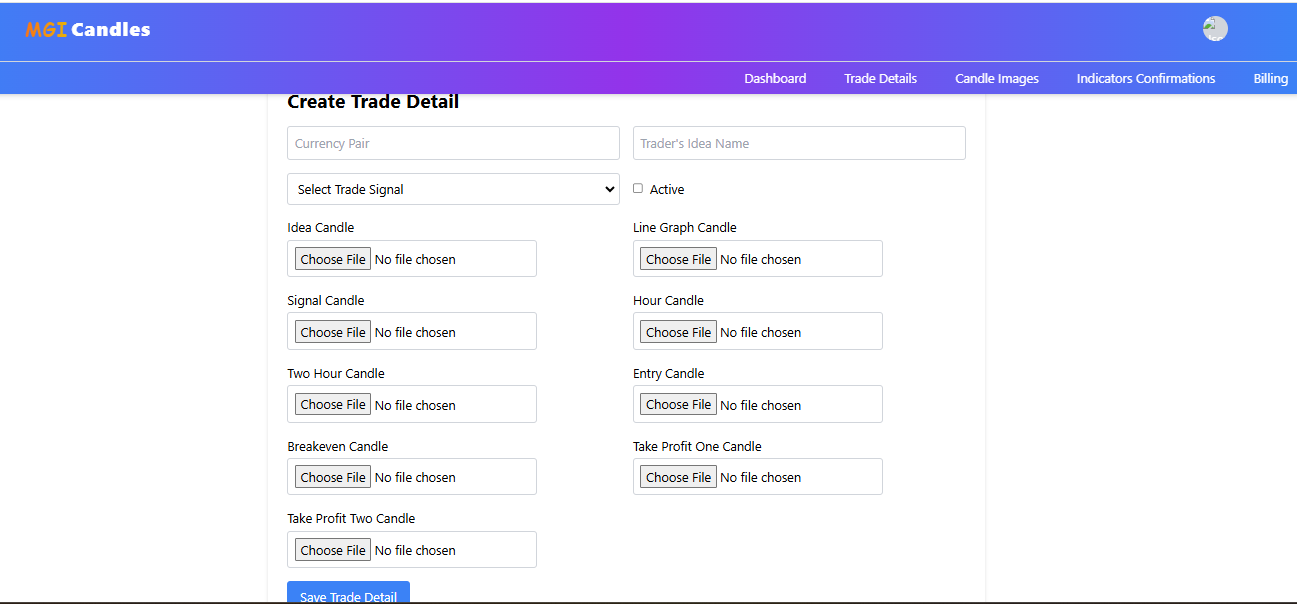 MGI Candles
Dashboard Trade Details Candle Images Indicators Confirmations Billing
Create Trade Detail
Currency Pair Trader's Idea Name
Select Trade Signal Active
Idea Candle Line Graph Candle
Choose File No file chosen Choose File No file chosen
Signal Candle Hour Candle
Choose File No file chosen Choose File No file chosen
Two Hour Candle Entry Candle
Choose File No file chosen Choose File No file chosen
Breakeven Candle Take Profit One Candle
Choose File No file chosen Choose File No file chosen
Take Profit Two Candle
Choose File No file chosen
Save Trade Detail